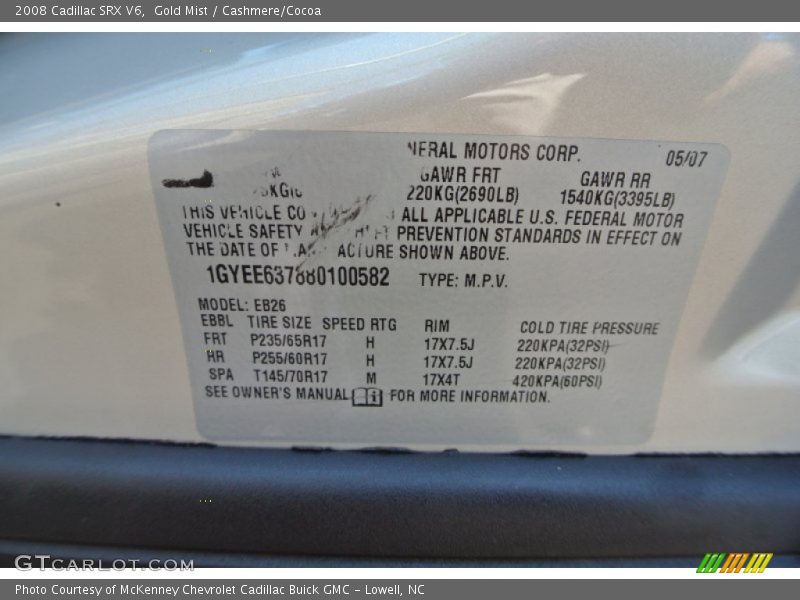 2008 Cadillac SRX V6,  Gold Mist / Cashmere/Cocoa
NERAL MOTORS CORP. 05/07
GAWR FRT GAWR RR
220KG(2690LB) 1540KG(3395LB)
THIS VEHICLE CO ALL APPLICABLE U.S. FEDERAL MOTOR
VEHICLE SAFETY PREVENTION STANDARDS IN EFFECT ON
THE DATE OF ACTURE SHOWN ABOVE.
1GYEE637880100582 TYPE: M.P.V.
MODEL: EB26
EBBL TIRE SIZE SPEED RTG RIM COLD TIRE PRESSURE
FRT P235/65R17 H 17X7.5J 220KPA(32PSI)
RR P255/60R17 H 17X7.5J 220KPA(32PSI)
SPA T145/70R17 M 17X4T 420KPA(60PSI)
SEE OWNER'S MANUAL FOR MORE INFORMATION.
GTCARLOT.COM
Photo Courtesy of McKenney Chevrolet Cadillac Buick GMC - Lowell, NC